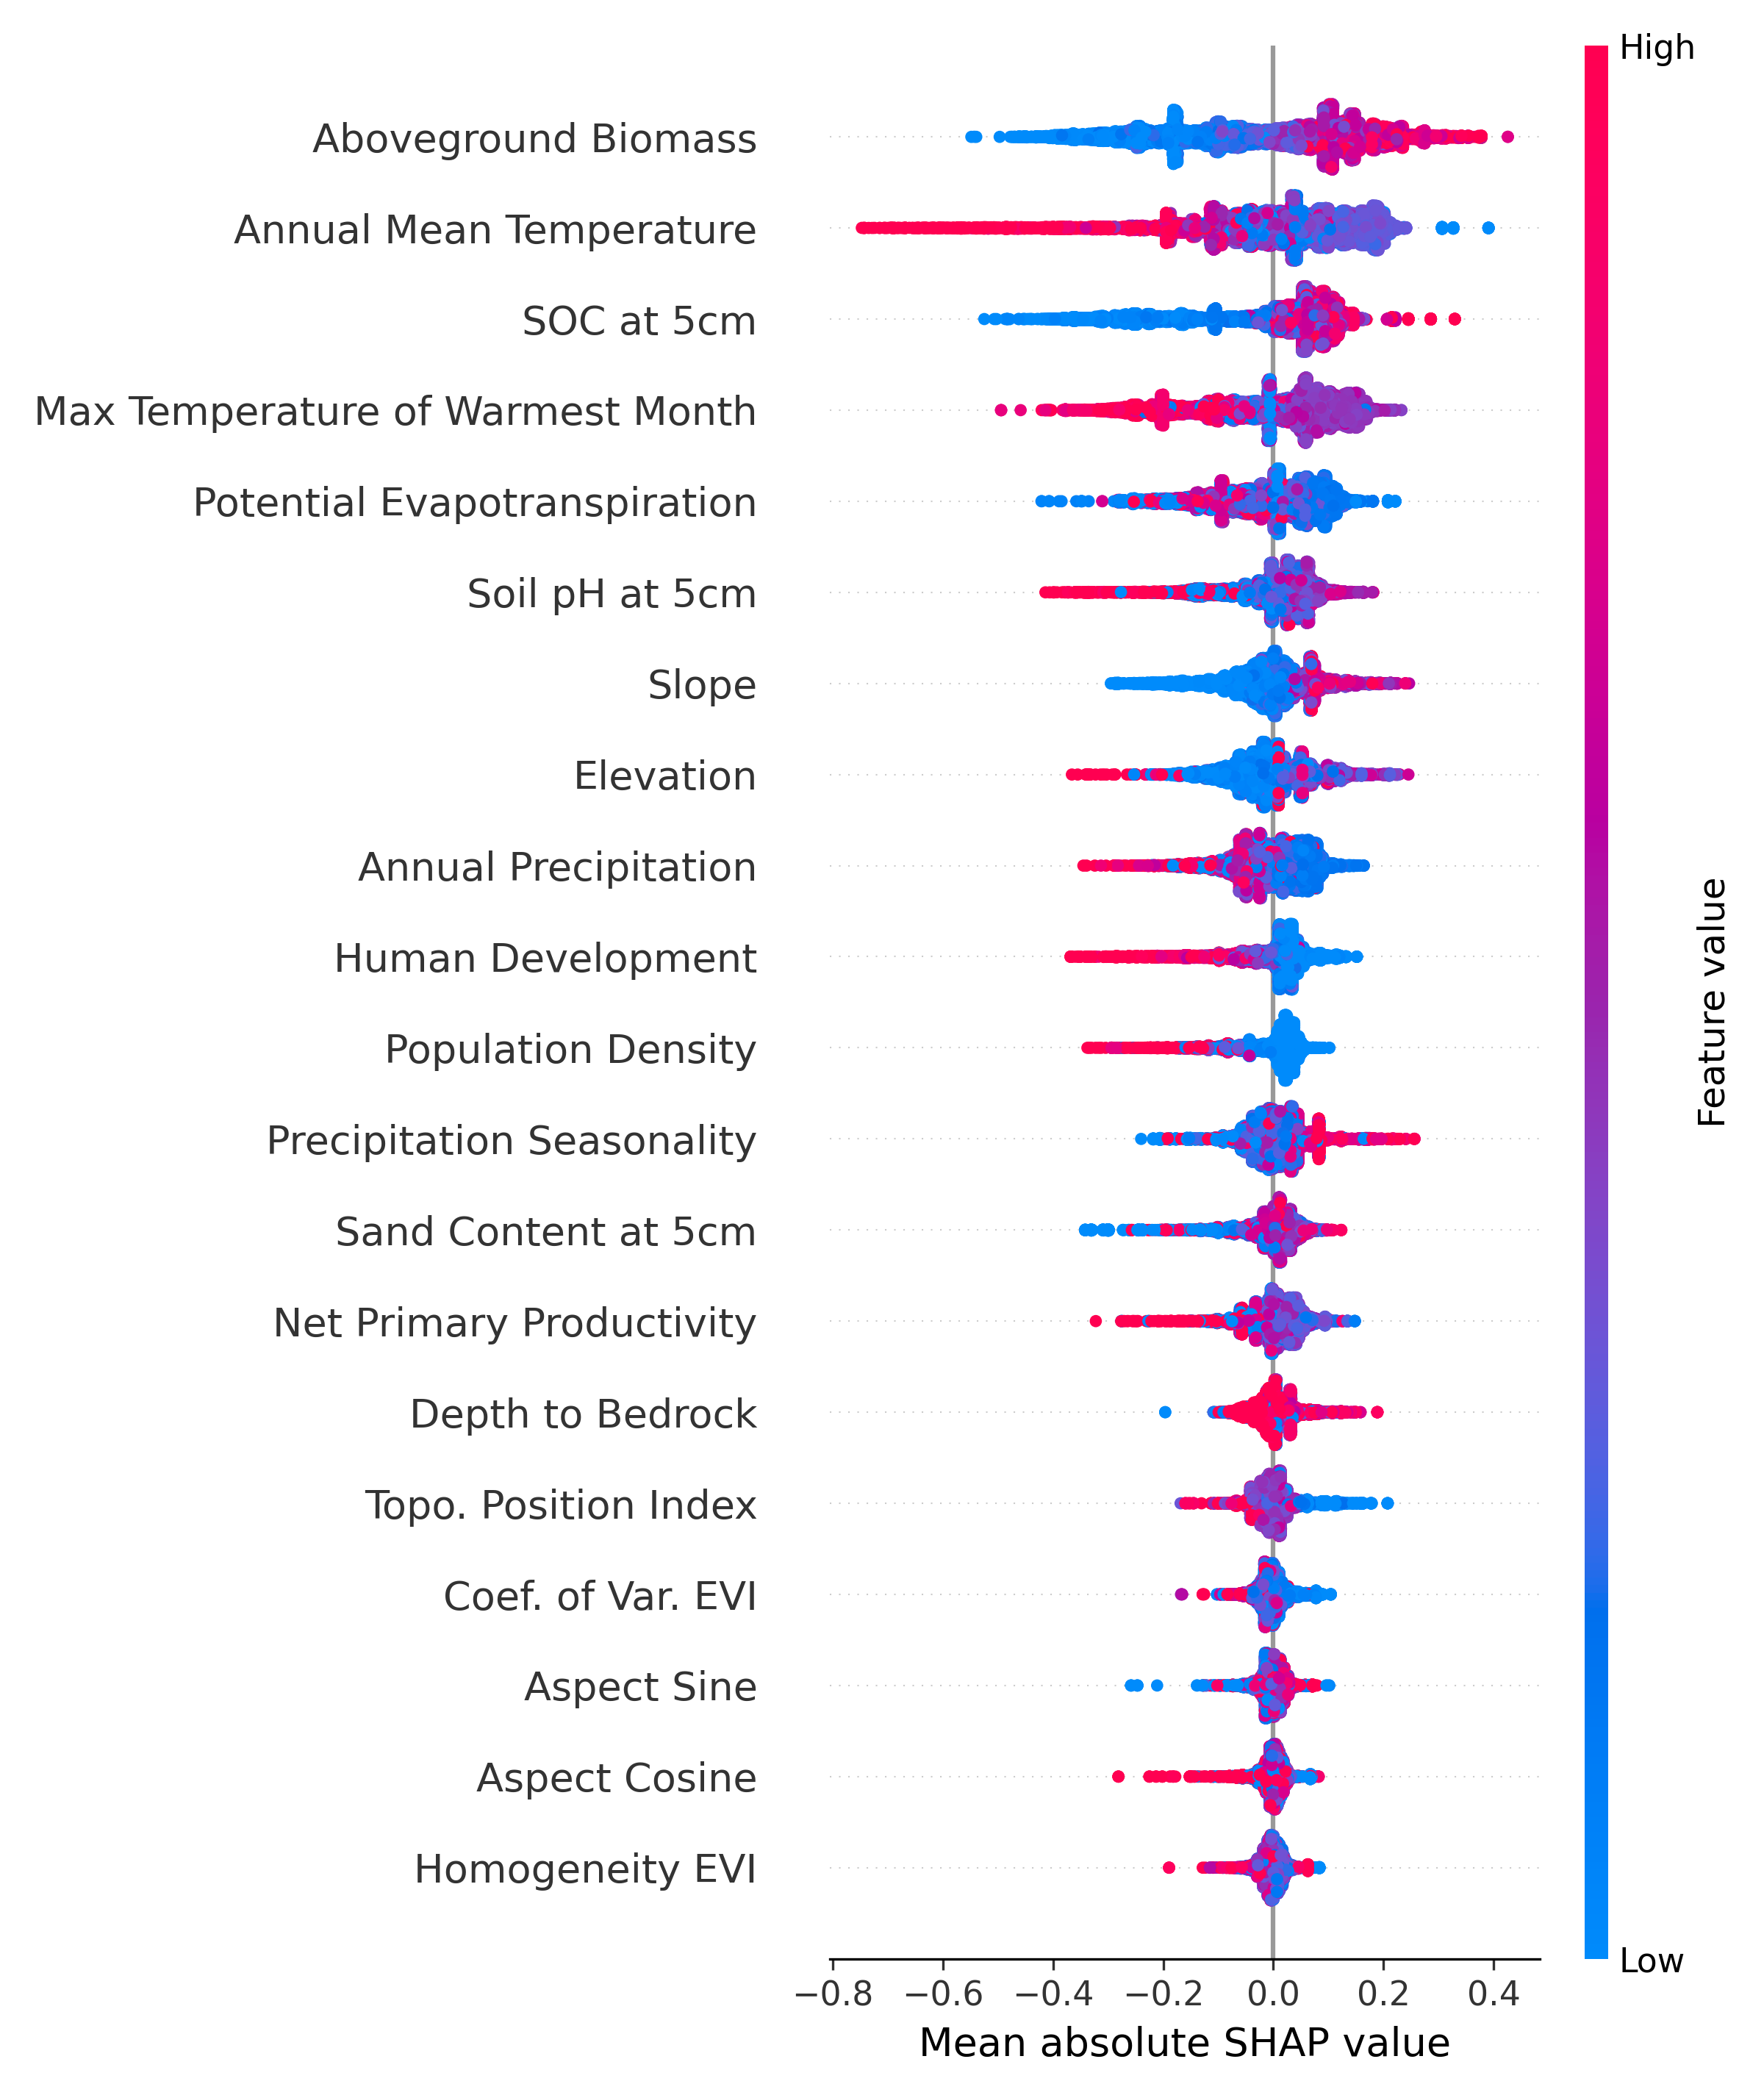 High
Aboveground Biomass
Annual Mean Temperature
SOC at 5cm
Max Temperature of Warmest Month
Potential Evapotranspiration
Soil pH at 5cm
Slope
Elevation
Annual Precipitation
Human Development
Population Density
Precipitation Seasonality
Sand Content at 5cm
Net Primary Productivity
Depth to Bedrock
Topo. Position Index
Coef. of Var. EVI
Aspect Sine
Aspect Cosine
Homogeneity EVI
Feature value
Low
−0.8 −0.6 −0.4 −0.2 0.0 0.2 0.4
Mean absolute SHAP value